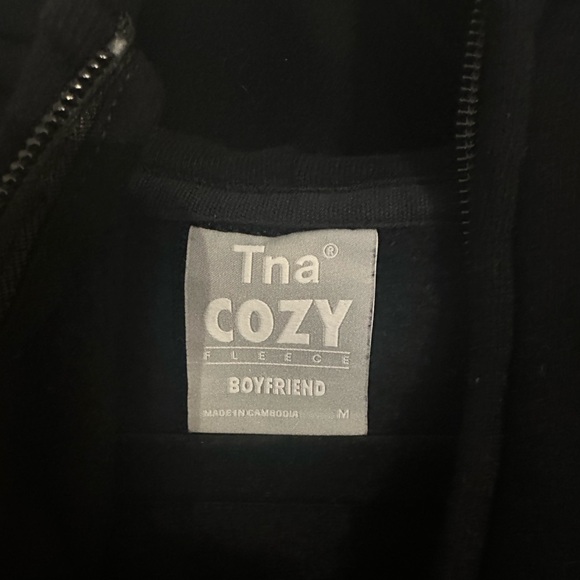 Tna®
COZY
FLEECE
BOYFRIEND
MADE IN CAMBODIA M